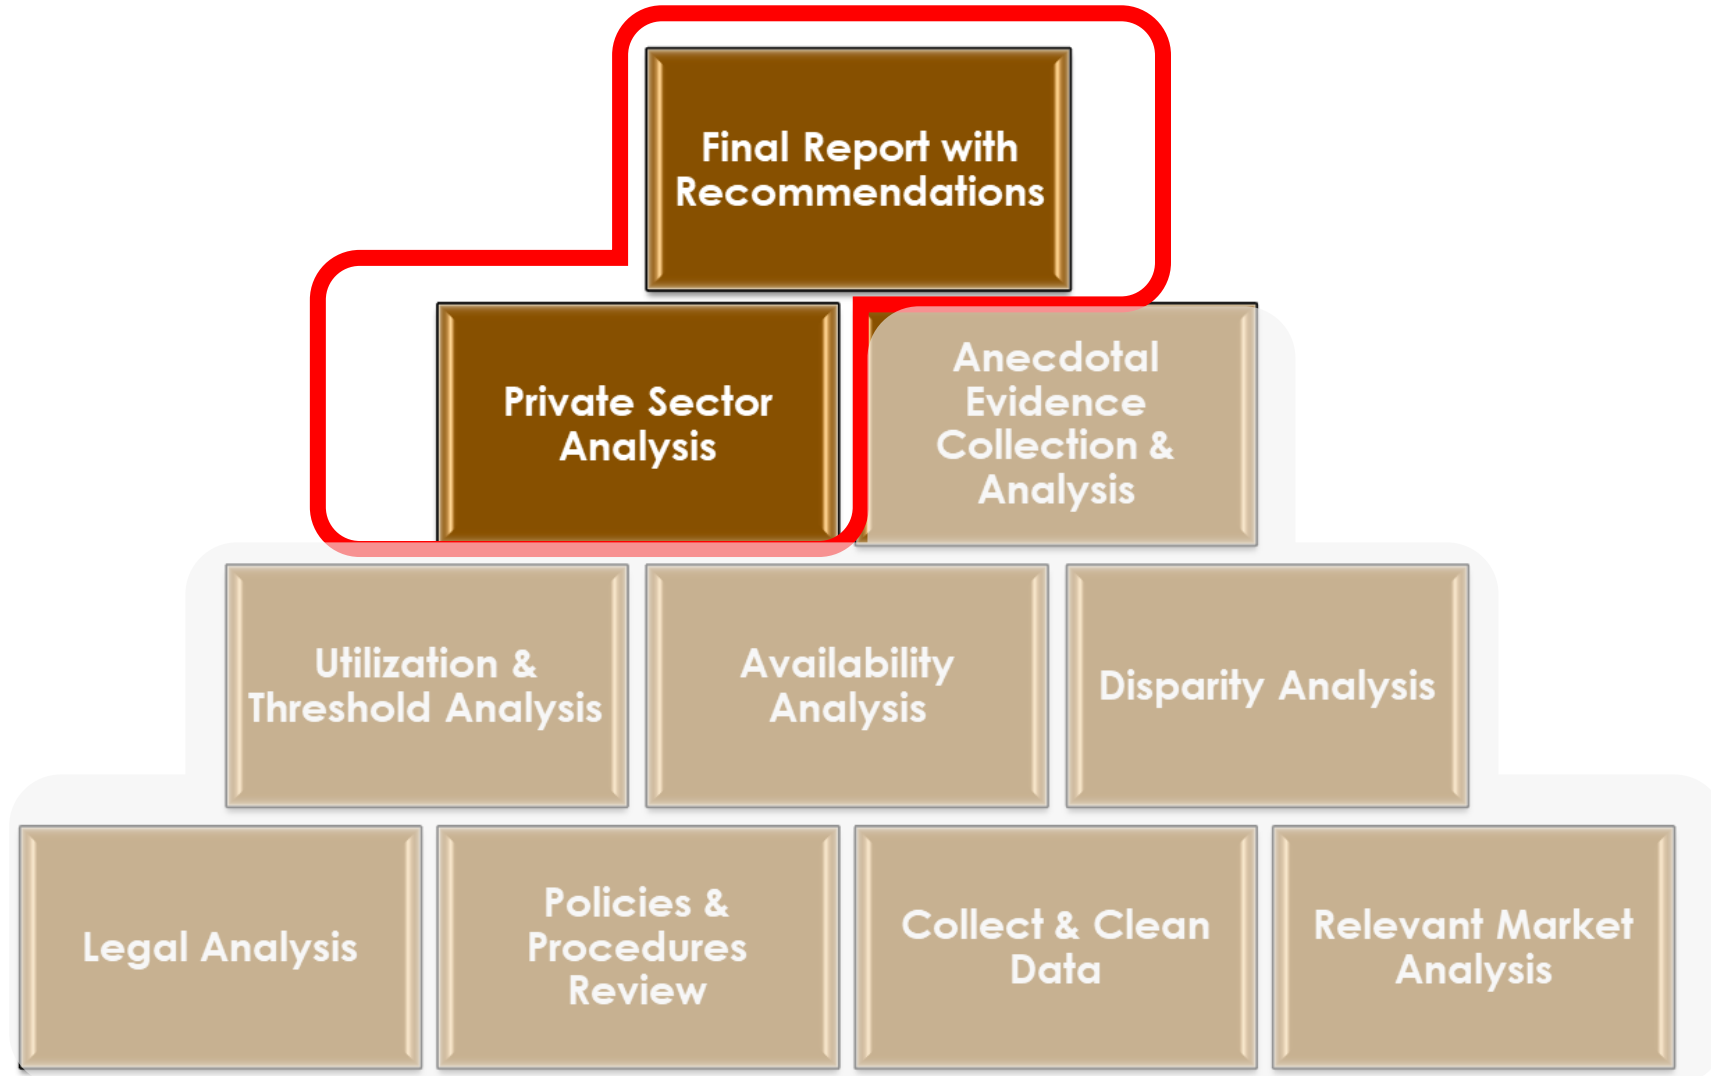 Final Report with
Recommendations
Private Sector
Analysis
Anecdotal
Evidence
Collection &
Analysis
Utilization &
Threshold Analysis
Availability
Analysis
Disparity Analysis
Legal Analysis
Policies &
Procedures
Review
Collect & Clean
Data
Relevant Market
Analysis